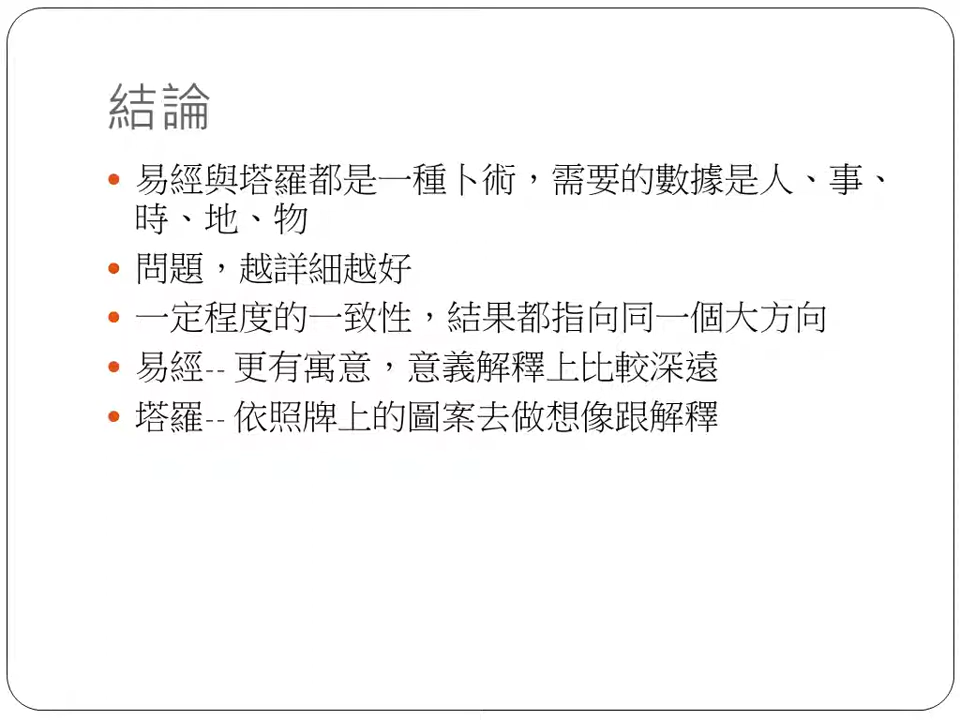 結論
• 易經與塔羅都是一種卜術，需要的數據是人、事、
時、地、物
• 問題，越詳細越好
• 一定程度的一致性，結果都指向同一個大方向
• 易經-- 更有寓意，意義解釋上比較深遠
• 塔羅-- 依照牌上的圖案去做想像跟解釋